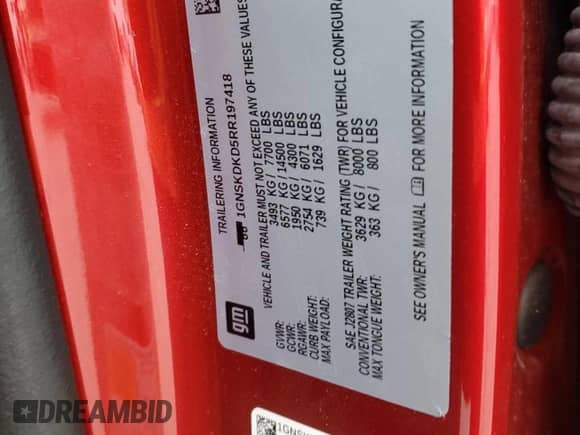 TRAILERING INFORMATION
1GNSKDKD5RR197418
VEHICLE AND TRAILER MUST NOT EXCEED ANY OF THESE VALUES
GVWR: 3493 KG / 7700 LBS
GCWR: 6577 KG / 14500 LBS
RGAWR: 1950 KG / 4300 LBS
CURB WEIGHT: 2754 KG / 6071 LBS
MAX PAYLOAD: 739 KG / 1629 LBS
SAE J2807 TRAILER WEIGHT RATING (TWR) FOR VEHICLE CONFIGURA
CONVENTIONAL TWR: 3629 KG / 8000 LBS
MAX TONGUE WEIGHT: 363 KG / 800 LBS
SEE OWNER'S MANUAL FOR MORE INFORMATION
gm
DREAMBID